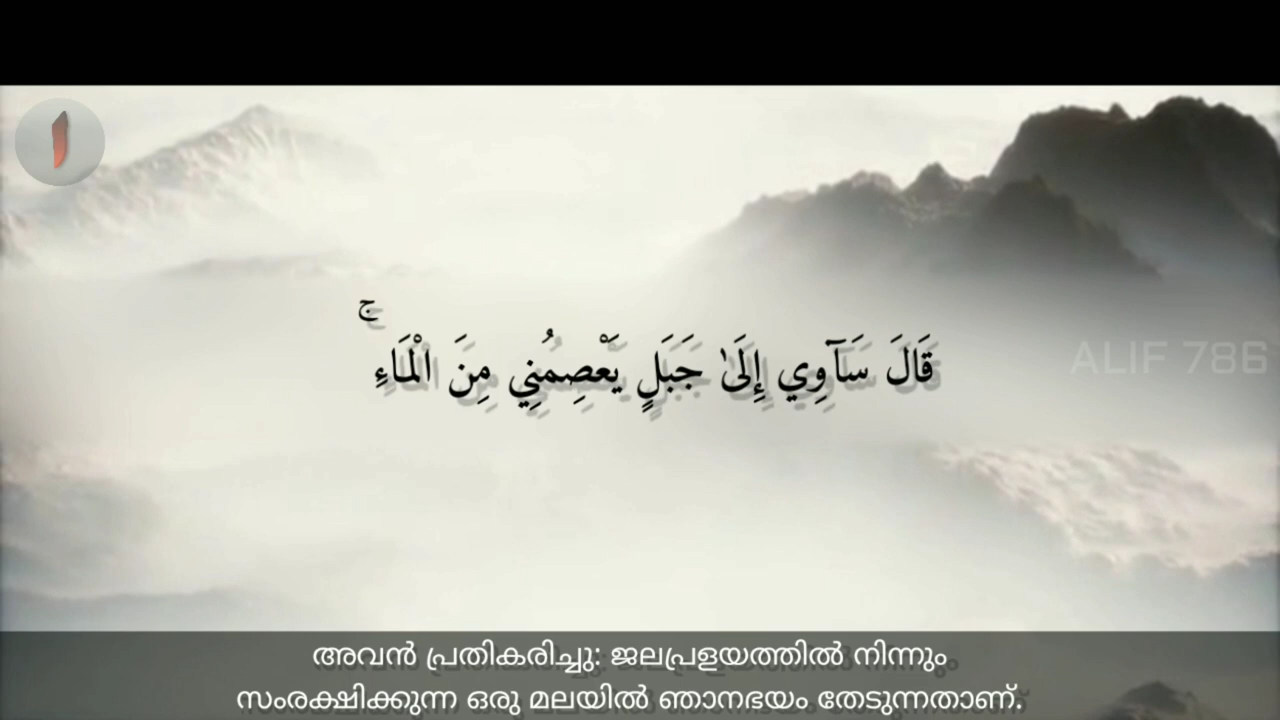 قَالَ سَآوِي إِلَىٰ جَبَلٍ يَعْصِمُنِي مِنَ الْمَاءِ ۚ
ALIF 786
അവൻ പ്രതികരിച്ചു: ജലപ്രളയത്തിൽ നിന്നും
സംരക്ഷിക്കുന്ന ഒരു മലയിൽ ഞാനഭയം തേടുന്നതാണ്.